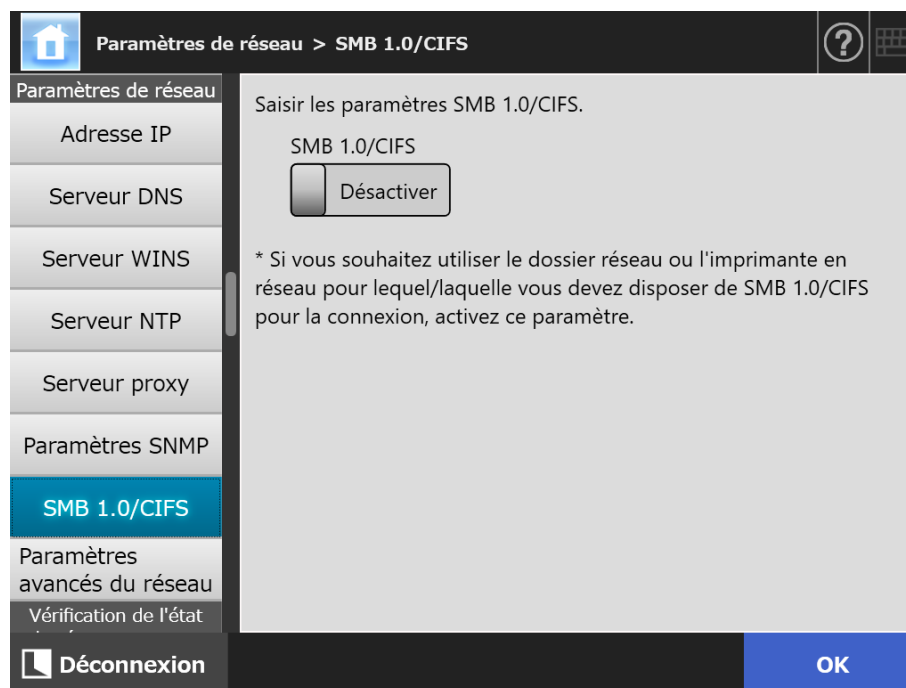 Paramètres de réseau > SMB 1.0/CIFS
?
Paramètres de réseau
Adresse IP
Serveur DNS
Serveur WINS
Serveur NTP
Serveur proxy
Paramètres SNMP
SMB 1.0/CIFS
Paramètres
avancés du réseau
Vérification de l'état
Saisir les paramètres SMB 1.0/CIFS.
SMB 1.0/CIFS
Désactiver
* Si vous souhaitez utiliser le dossier réseau ou l'imprimante en
réseau pour lequel/laquelle vous devez disposer de SMB 1.0/CIFS
pour la connexion, activez ce paramètre.
Déconnexion
OK